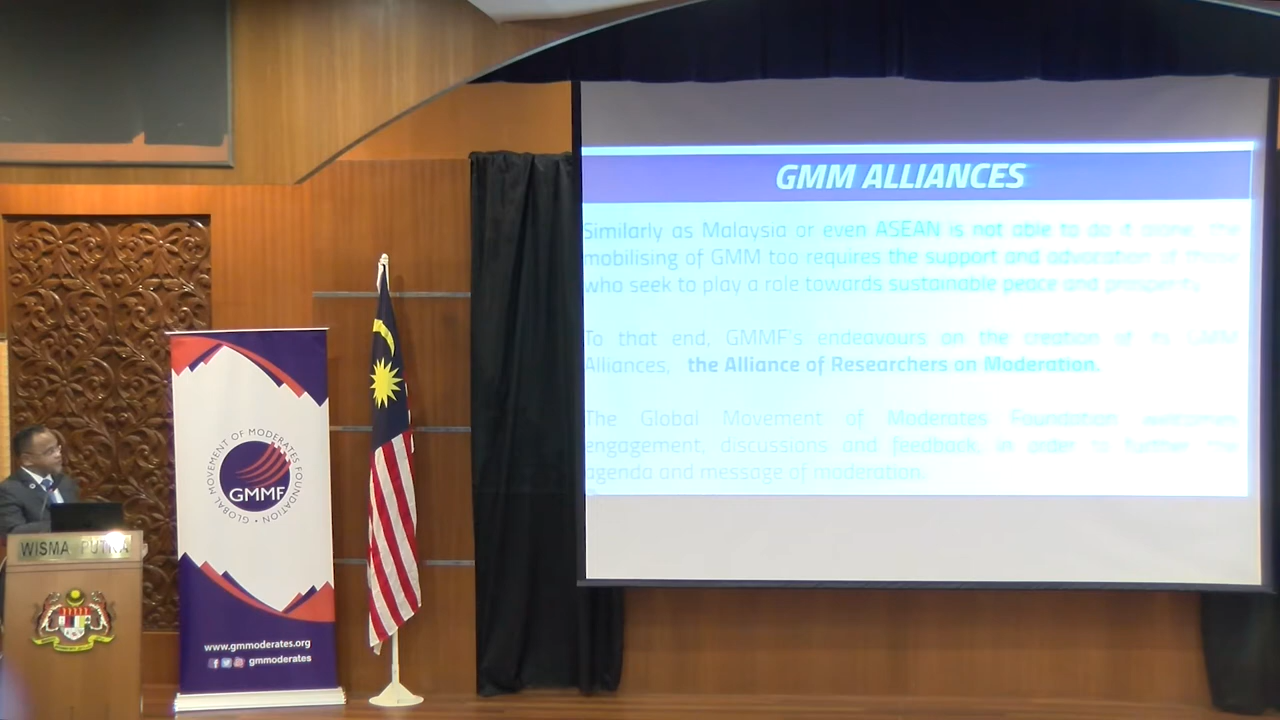 GMM ALLIANCES
Similarly as Malaysia or even ASEAN is not able to do it alone, the
mobilising of GMM too requires the support and advocation of those
who seek to play a role towards sustainable peace and prosperity.
To that end, GMMF's endeavours on the creation of its GMM
Alliances, the Alliance of Researchers on Moderation.
The Global Movement of Moderates Foundation welcomes
engagement, discussions and feedback, in order to further the
agenda and message of moderation.
GLOBAL MOVEMENT OF MODERATES FOUNDATION •
GMMF
www.gmmoderates.org
gmmoderates
WISMA PUTRA